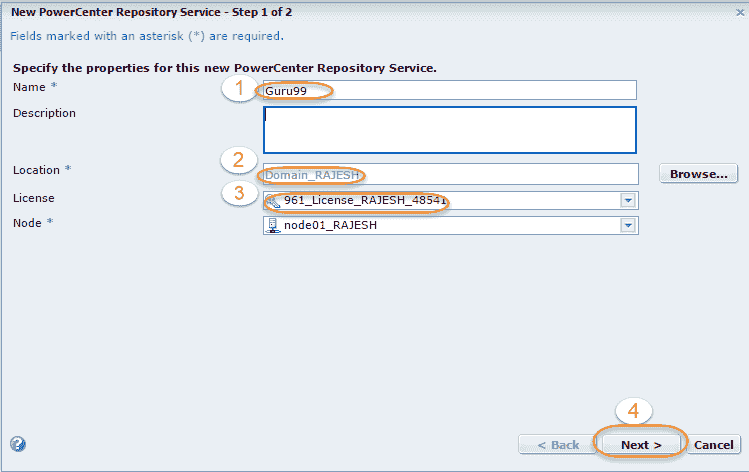 New PowerCenter Repository Service - Step 1 of 2
Fields marked with an asterisk (*) are required.
Specify the properties for this new PowerCenter Repository Service.
Name * 1 Guru99
Description
2
Location * Domain_RAJESH Browse...
License 3 961_License_RAJESH_48541
Node * node01_RAJESH
4
< Back Next > Cancel